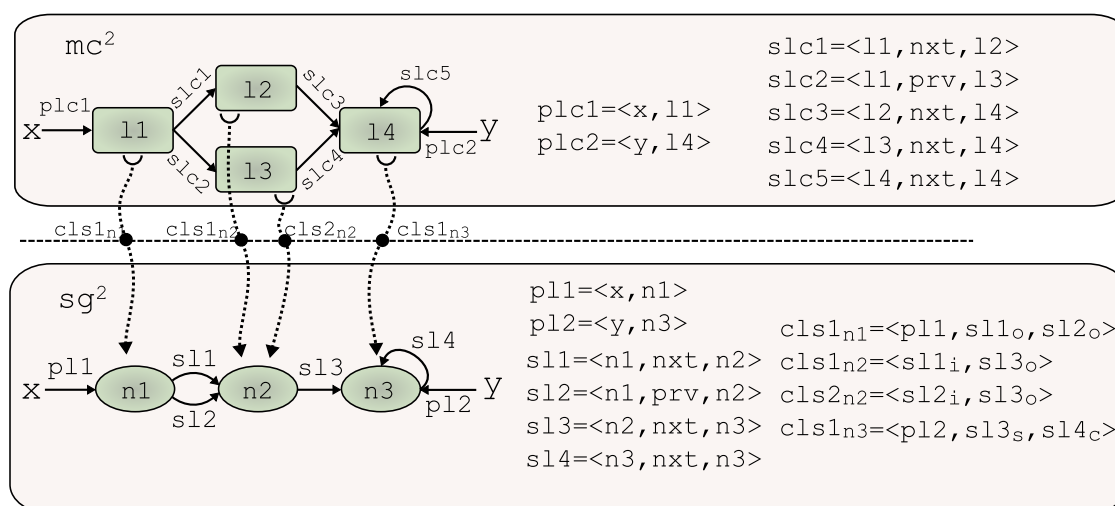 mc²
plc1
x
l1
slc1
slc2
l2
l3
slc3
slc4
l4
slc5
y
plc2
plc1=<x,l1>
plc2=<y,l4>
slc1=<l1,nxt,l2>
slc2=<l1,prv,l3>
slc3=<l2,nxt,l4>
slc4=<l3,nxt,l4>
slc5=<l4,nxt,l4>
cls1n1
cls1n2
cls2n2
cls1n3
sg²
x
pl1
n1
sl1
sl2
n2
sl3
n3
sl4
y
pl2
pl1=<x,n1>
pl2=<y,n3>
sl1=<n1,nxt,n2>
sl2=<n1,prv,n2>
sl3=<n2,nxt,n3>
sl4=<n3,nxt,n3>
cls1n1=<pl1,sl1o,sl2o>
cls1n2=<sl1i,sl3o>
cls2n2=<sl2i,sl3o>
cls1n3=<pl2,sl3s,sl4c>